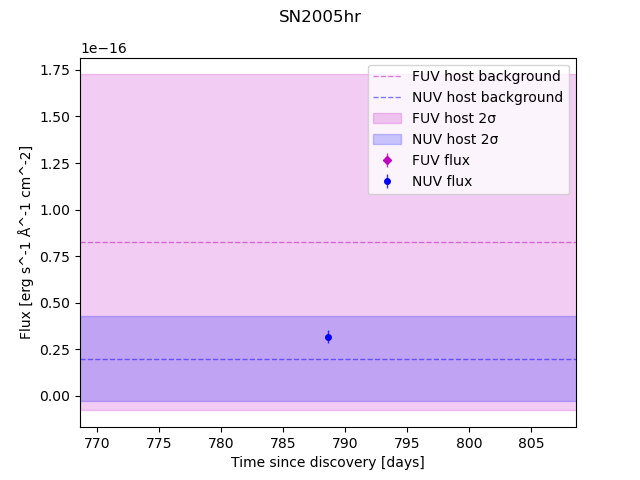 SN2005hr
1e−16
1.75
1.50
1.25
1.00
0.75
0.50
0.25
0.00
Flux [erg s^-1 Å^-1 cm^-2]
FUV host background
NUV host background
FUV host 2σ
NUV host 2σ
FUV flux
NUV flux
770 775 780 785 790 795 800 805
Time since discovery [days]